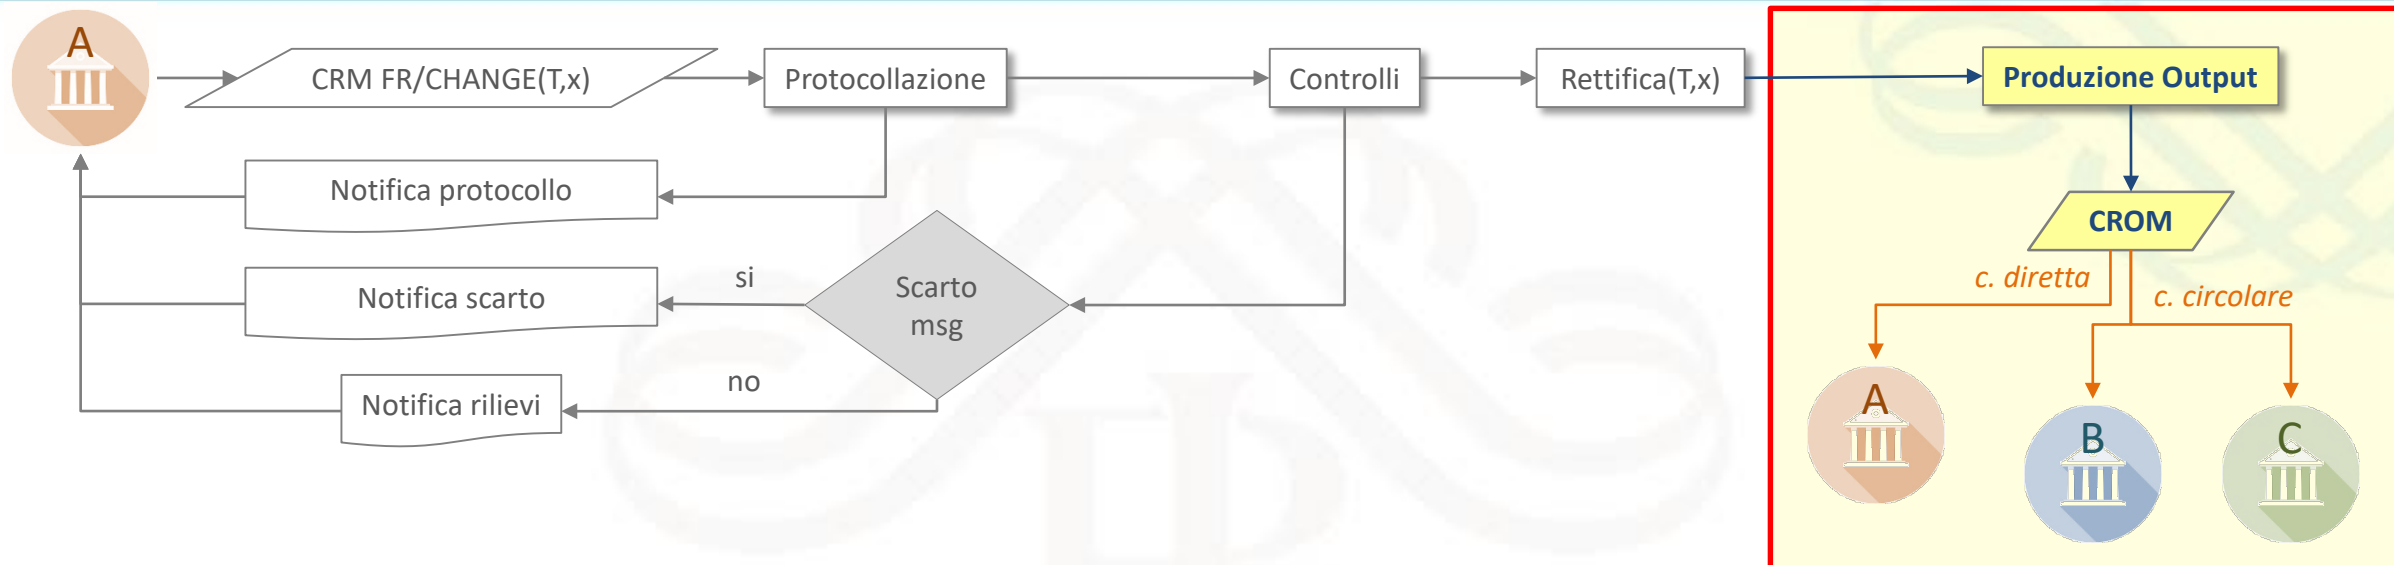 A
CRM FR/CHANGE(T,x)
Protocollazione
Controlli
Rettifica(T,x)
Produzione Output
Notifica protocollo
CROM
Notifica scarto
si
Scarto
msg
c. diretta
c. circolare
Notifica rilievi
no
A
B
C